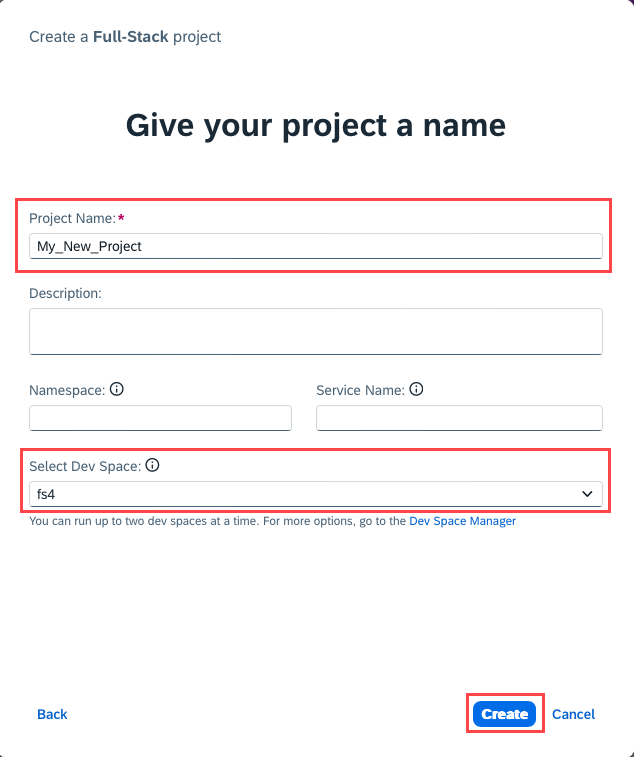 Create a Full-Stack project
Give your project a name
Project Name:*
My_New_Project
Description:
Namespace:
Service Name:
Select Dev Space:
fs4
You can run up to two dev spaces at a time. For more options, go to the Dev Space Manager
Back
Create
Cancel